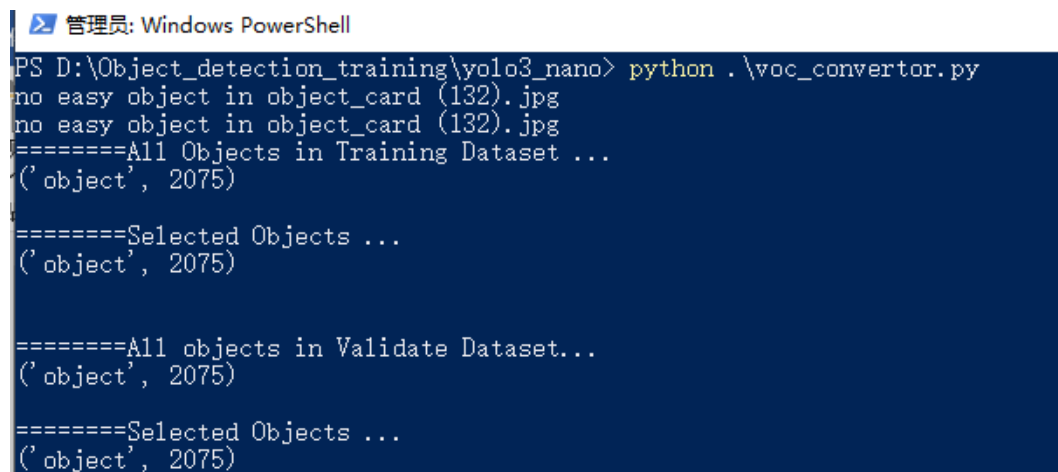 管理员: Windows PowerShell
PS D:\Object_detection_training\yolo3_nano> python .\voc_convertor.py
no easy object in object_card (132).jpg
no easy object in object_card (132).jpg
========All Objects in Training Dataset ...
('object', 2075)
========Selected Objects ...
('object', 2075)
========All objects in Validate Dataset...
('object', 2075)
========Selected Objects ...
('object', 2075)